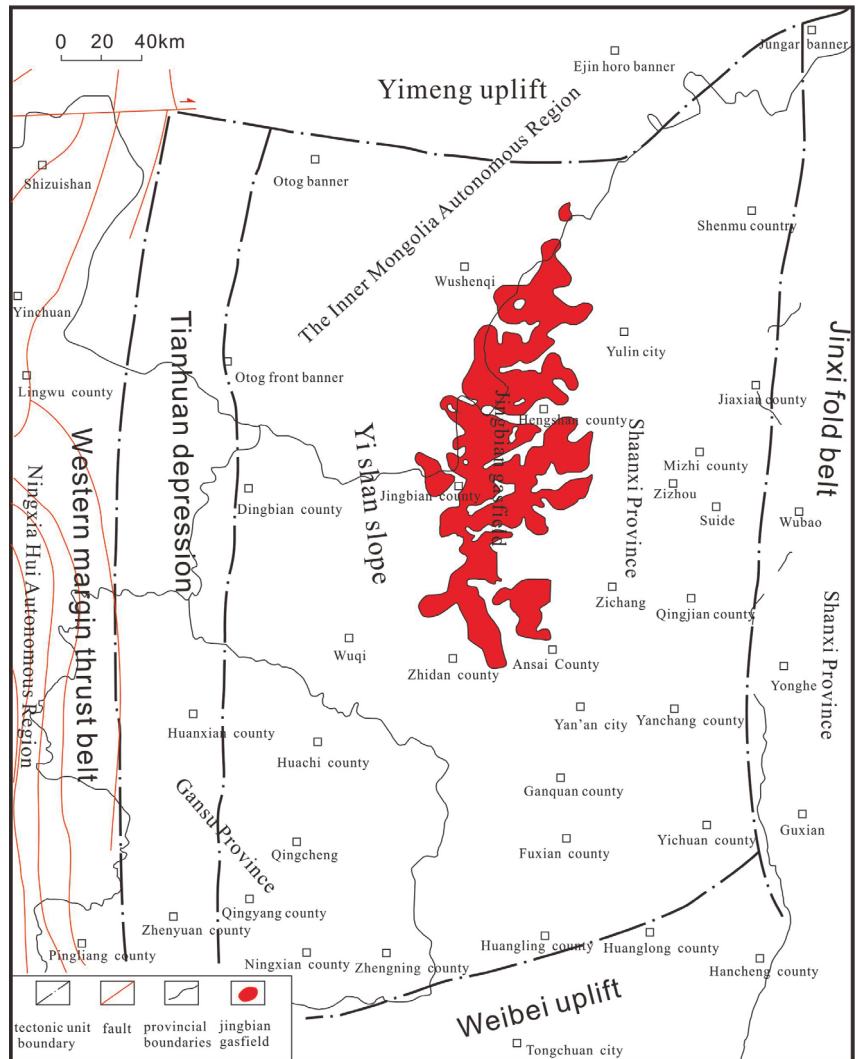 0 20 40km
Jungar banner
Ejin horo banner
Yimeng uplift
The Inner Mongolia Autonomous Region
Shizuishan
Otog banner
Shenmu country
Wushenqi
Yinchuan
Yulin city
Tianhuan depression
Otog front banner
Lingwu county
Jinxi fold belt
Jiaxian county
Jingbian gasfield
Hengshan county
Shaanxi Province
Yi shan slope
Western margin thrust belt
Ningxia Hui Autonomous Region
Mizhi county
Zizhou
Jingbian county
Dingbian county
Suide
Wubao
Zichang
Qingjian county
Shanxi Province
Wuqi
Zhidan county
Ansai County
Yonghe
Huanxian county
Yan'an city
Yanchang county
Huachi county
Ganquan county
Gansu Province
Guxian
Yichuan county
Fuxian county
Qingcheng
Qingyang county
Zhenyuan county
Pingliang county
Ningxian county
Zhengning county
Huangling county
Huanglong county
Hancheng county
Weibei uplift
Tongchuan city
tectonic unit
boundary
fault
provincial
boundaries
jingbian
gasfield